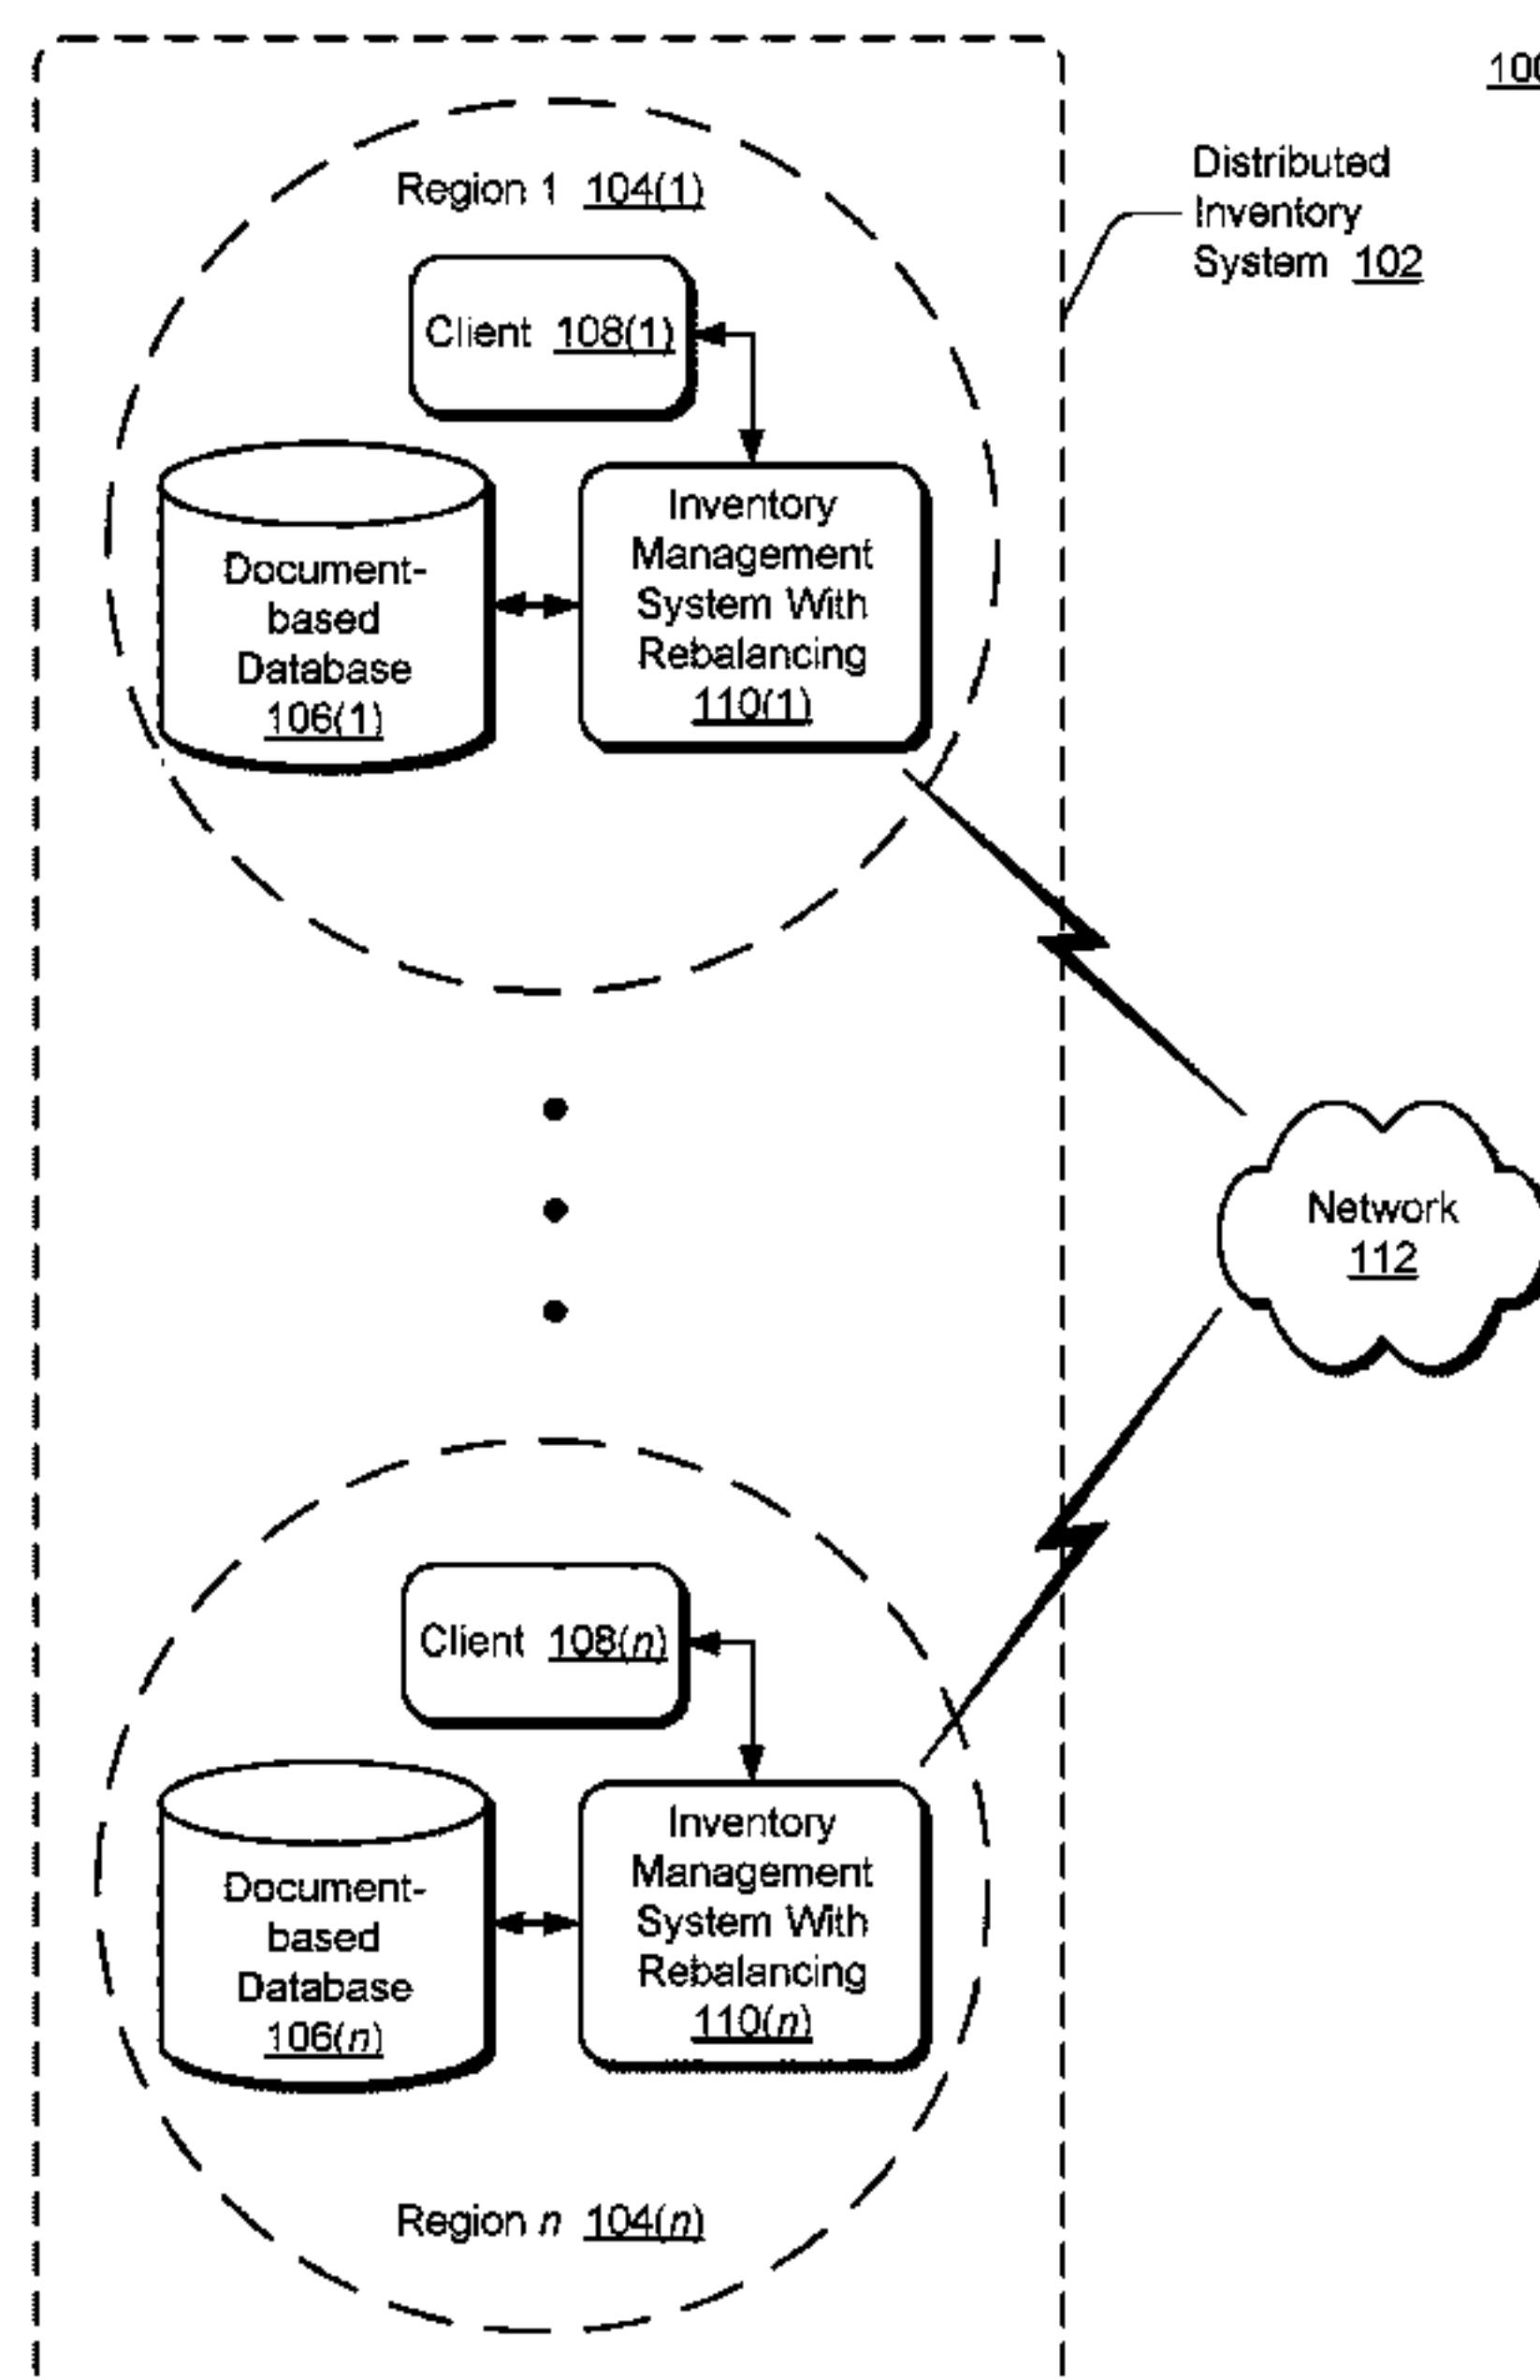 100
Distributed
Inventory
System 102
Region 1 104(1)
Client 108(1)
Document-
based
Database
106(1)
Inventory
Management
System With
Rebalancing
110(1)
Network
112
Client 108(n)
Document-
based
Database
106(n)
Inventory
Management
System With
Rebalancing
110(n)
Region n 104(n)